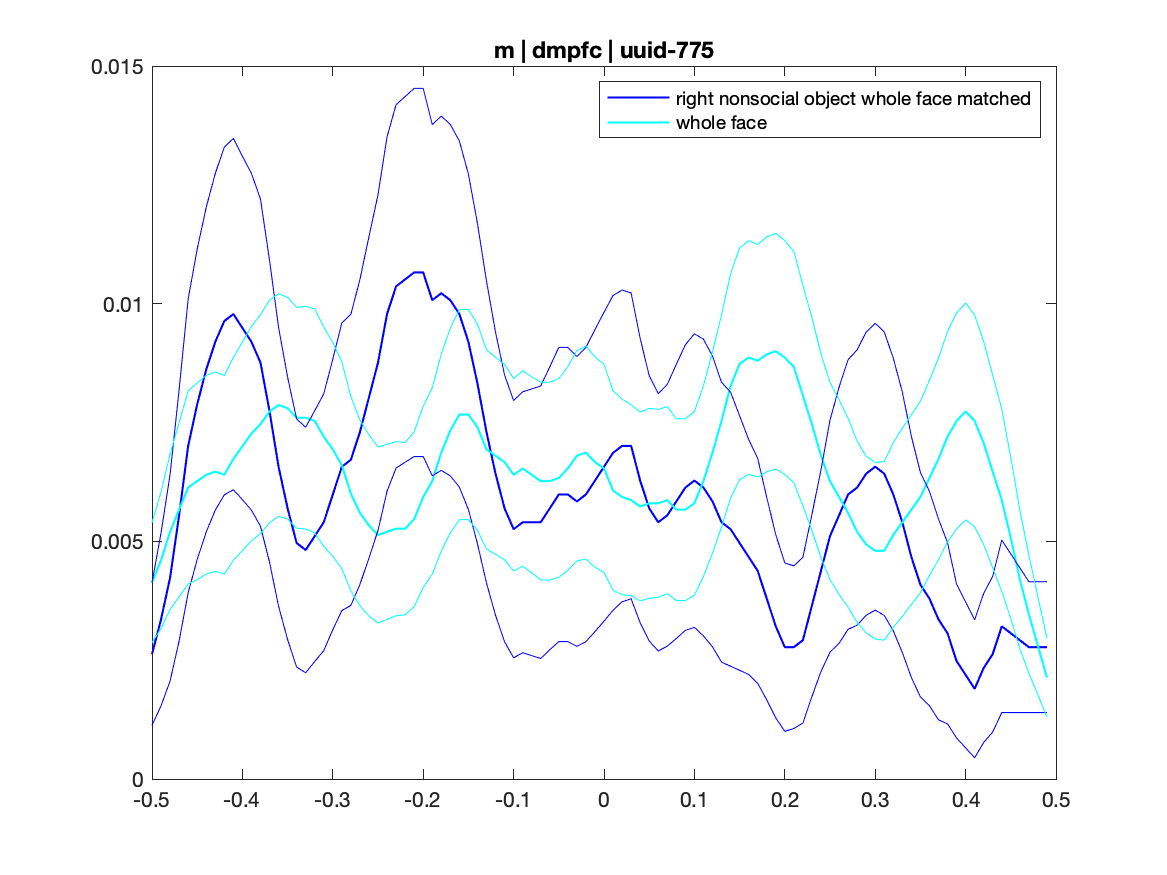 m | dmpfc | uuid-775
0.015
right nonsocial object whole face matched
whole face
0.01
0.005
0
-0.5 -0.4 -0.3 -0.2 -0.1 0 0.1 0.2 0.3 0.4 0.5